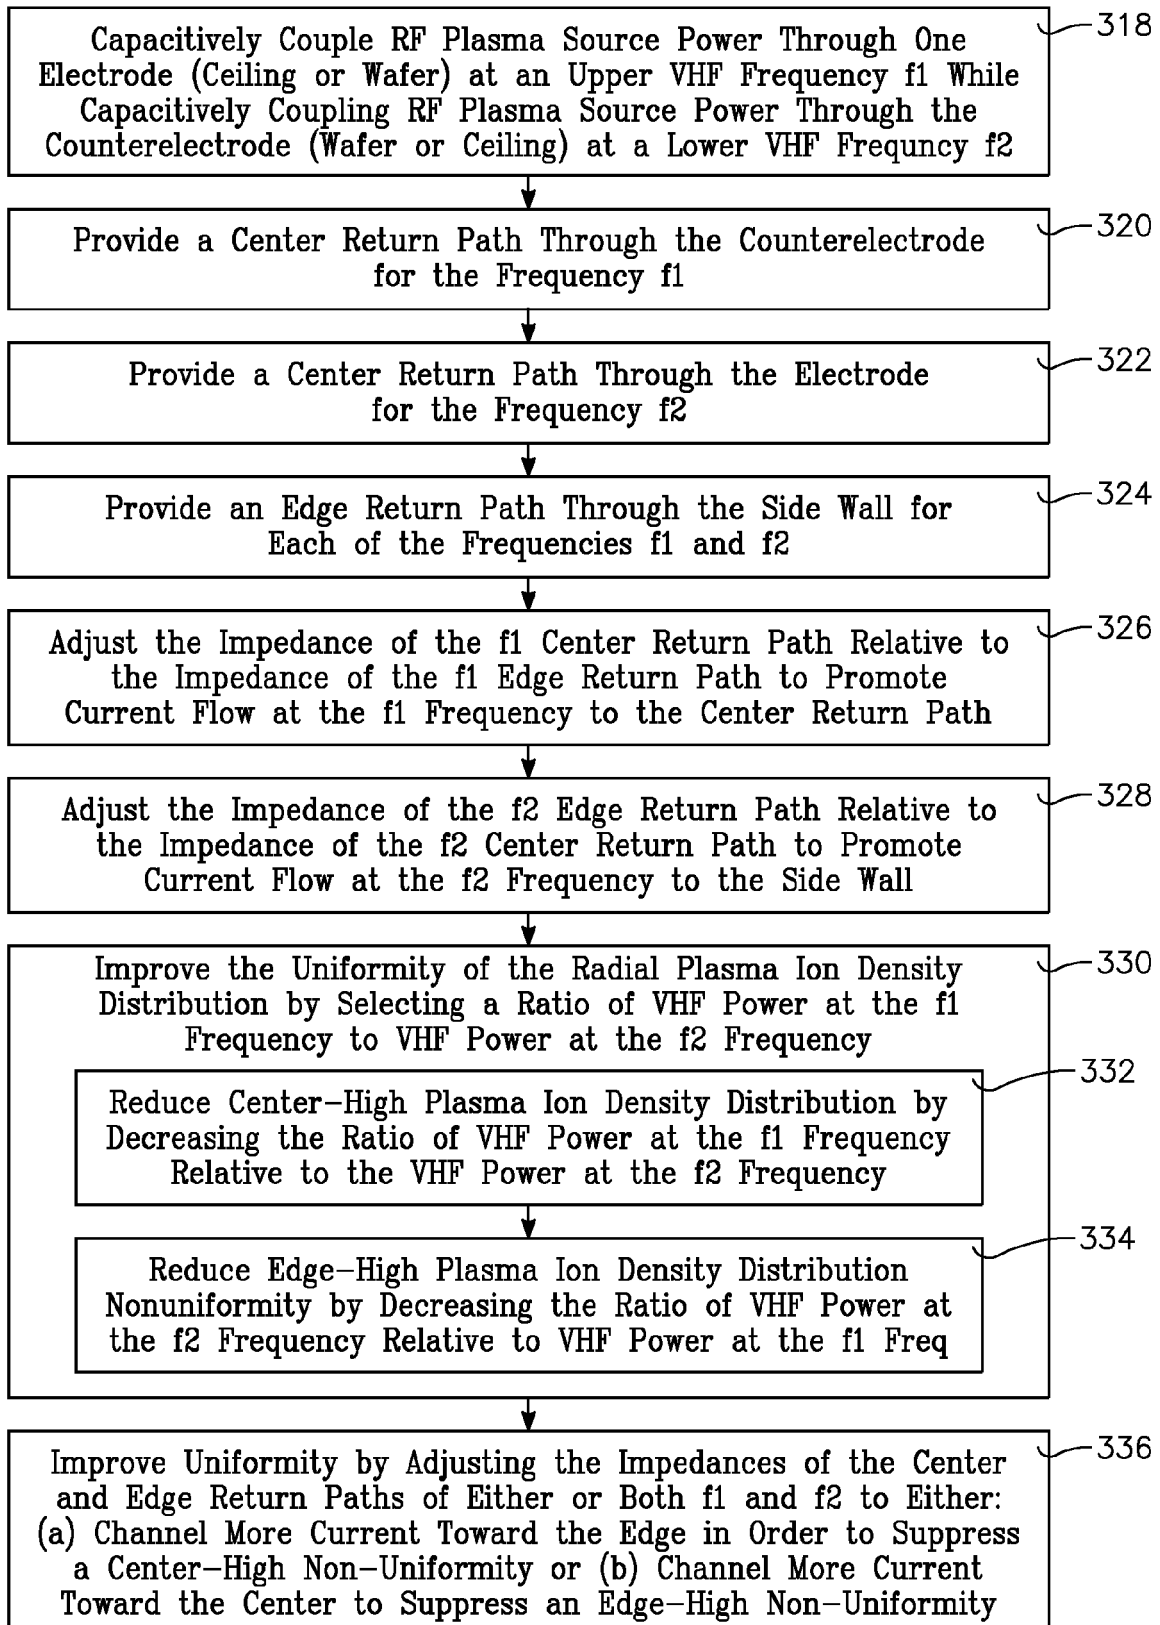 Capacitively Couple RF Plasma Source Power Through One
Electrode (Ceiling or Wafer) at an Upper VHF Frequency f1 While
Capacitively Coupling RF Plasma Source Power Through the
Counterelectrode (Wafer or Ceiling) at a Lower VHF Frequncy f2
318
Provide a Center Return Path Through the Counterelectrode
for the Frequency f1
320
Provide a Center Return Path Through the Electrode
for the Frequency f2
322
Provide an Edge Return Path Through the Side Wall for
Each of the Frequencies f1 and f2
324
Adjust the Impedance of the f1 Center Return Path Relative to
the Impedance of the f1 Edge Return Path to Promote
Current Flow at the f1 Frequency to the Center Return Path
326
Adjust the Impedance of the f2 Edge Return Path Relative to
the Impedance of the f2 Center Return Path to Promote
Current Flow at the f2 Frequency to the Side Wall
328
Improve the Uniformity of the Radial Plasma Ion Density
Distribution by Selecting a Ratio of VHF Power at the f1
Frequency to VHF Power at the f2 Frequency
330
Reduce Center-High Plasma Ion Density Distribution by
Decreasing the Ratio of VHF Power at the f1 Frequency
Relative to the VHF Power at the f2 Frequency
332
Reduce Edge-High Plasma Ion Density Distribution
Nonuniformity by Decreasing the Ratio of VHF Power at
the f2 Frequency Relative to VHF Power at the f1 Freq
334
Improve Uniformity by Adjusting the Impedances of the Center
and Edge Return Paths of Either or Both f1 and f2 to Either:
(a) Channel More Current Toward the Edge in Order to Suppress
a Center-High Non-Uniformity or (b) Channel More Current
Toward the Center to Suppress an Edge-High Non-Uniformity
336